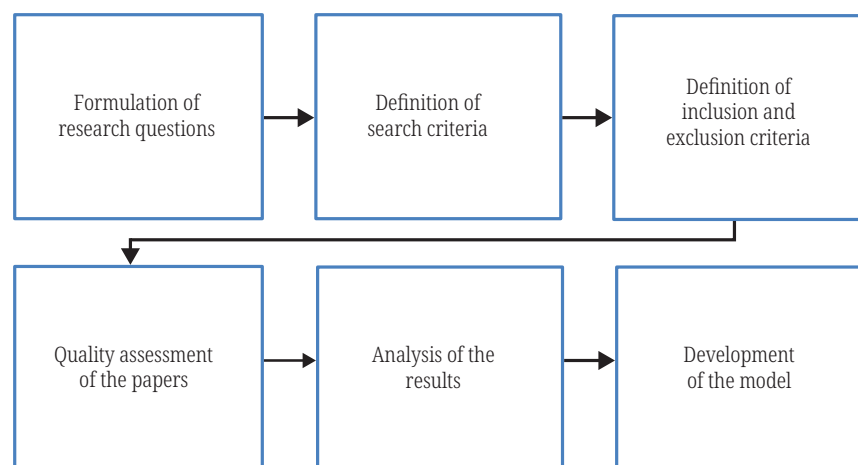 Formulation of
research questions
Definition of
search criteria
Definition of
inclusion and
exclusion criteria
Quality assessment
of the papers
Analysis of the
results
Development
of the model